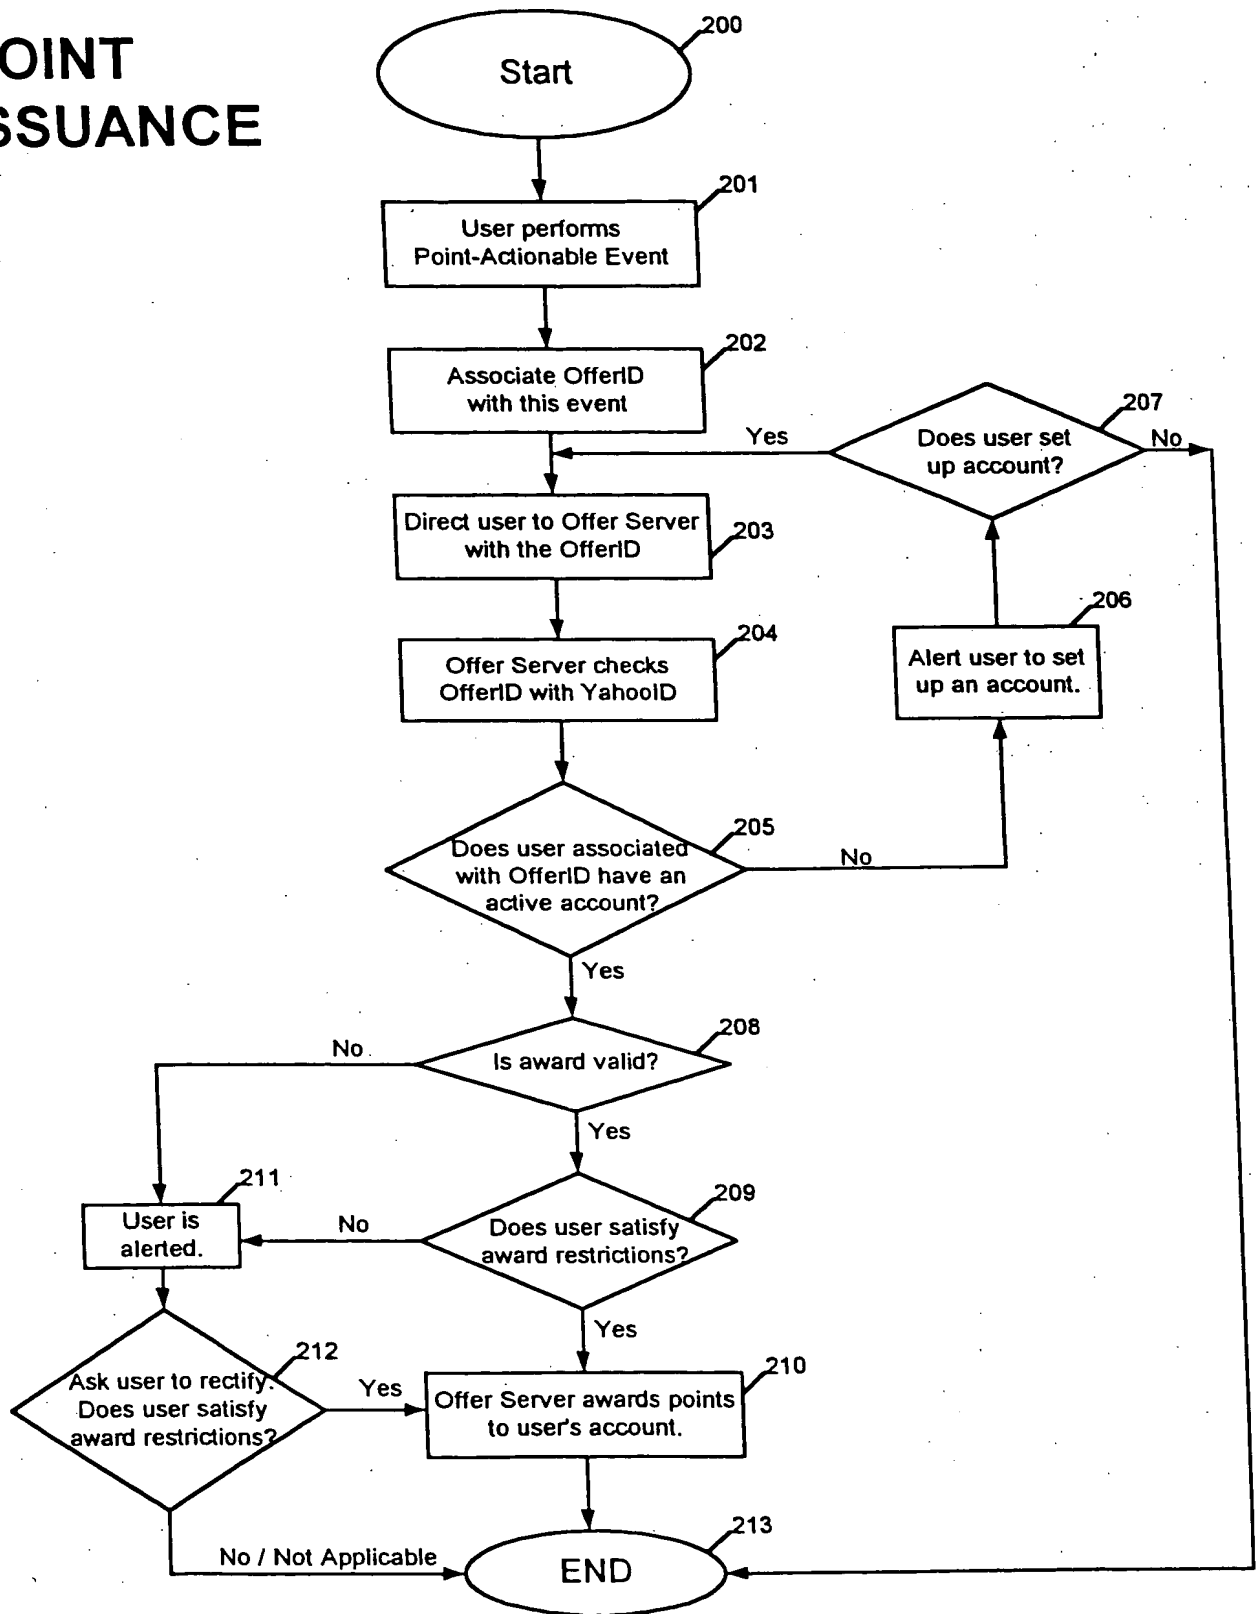 OINT
SSUANCE
200
Start
201
User performs
Point-Actionable Event
202
Associate OfferID
with this event
207
Does user set
up account?
Yes
No
Direct user to Offer Server
with the OfferID
203
206
Alert user to set
up an account.
204
Offer Server checks
OfferID with YahooID
205
Does user associated
with OfferID have an
active account?
No
Yes
208
Is award valid?
No
Yes
211
User is
alerted.
209
Does user satisfy
award restrictions?
No
Yes
212
Ask user to rectify.
Does user satisfy
award restrictions?
Yes
210
Offer Server awards points
to user's account.
No / Not Applicable
213
END